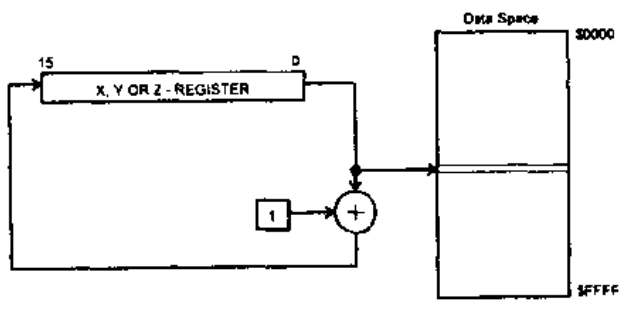 Data Space
$0000
15
0
X, Y OR Z - REGISTER
1
+
$FFFF